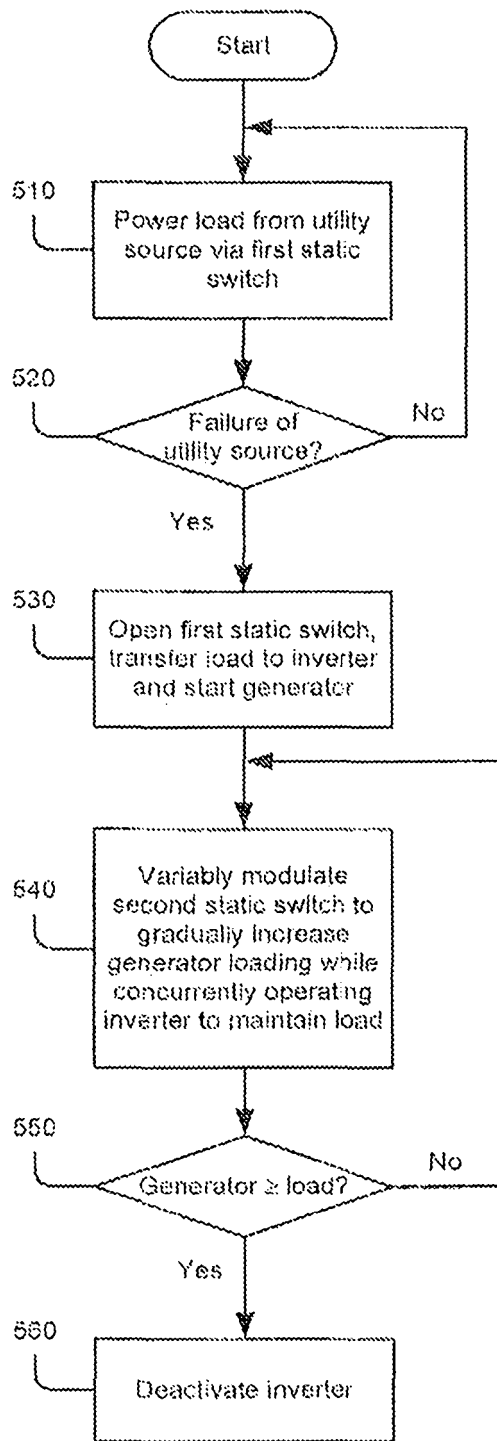 Start
510
Power load from utility
source via first static
switch
520
Failure of
utility source?
No
Yes
530
Open first static switch,
transfer load to inverter
and start generator
540
Variably modulate
second static switch to
gradually increase
generator loading while
concurrently operating
inverter to maintain load
550
Generator ≥ load?
No
Yes
560
Deactivate inverter